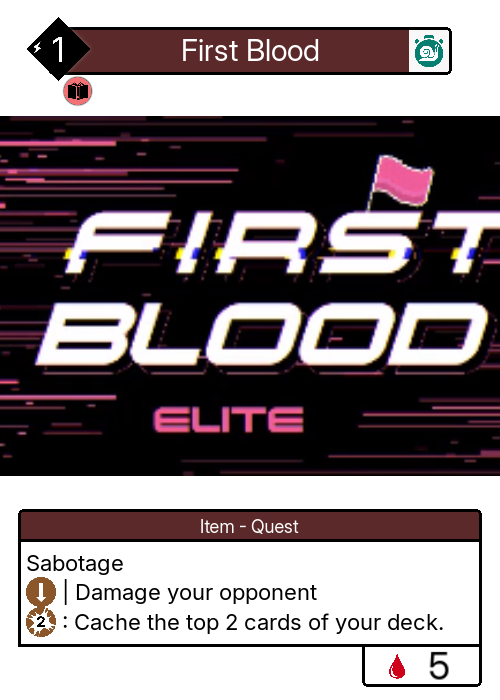 1
First Blood
FIRST
BLOOD
ELITE
Item - Quest
Sabotage
| Damage your opponent
2 : Cache the top 2 cards of your deck.
5